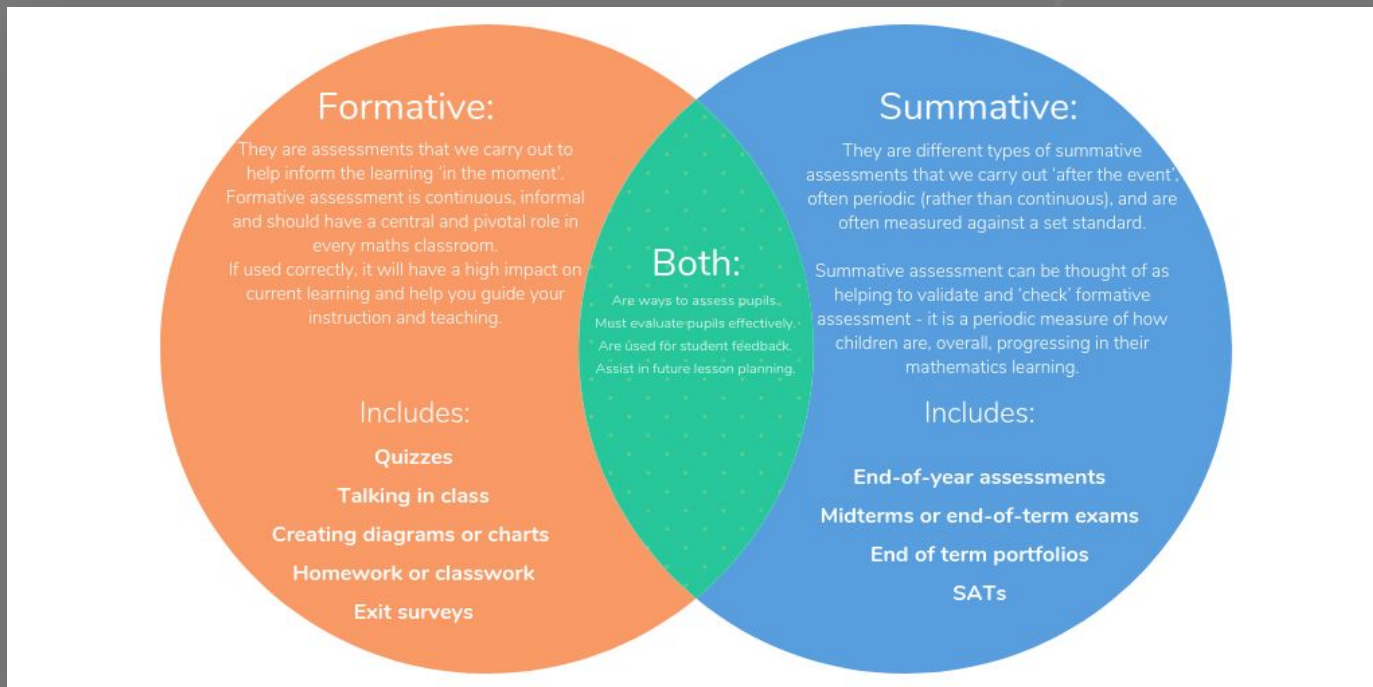 Formative:
They are assessments that we carry out to
help inform the learning 'in the moment'.
Formative assessment is continuous, informal
and should have a central and pivotal role in
every maths classroom.
If used correctly, it will have a high impact on
current learning and help you guide your
instruction and teaching.
Includes:
Quizzes
Talking in class
Creating diagrams or charts
Homework or classwork
Exit surveys
Both:
Are ways to assess pupils.
Must evaluate pupils effectively.
Are used for student feedback.
Assist in future lesson planning.
Summative:
They are different types of summative
assessments that we carry out 'after the event',
often periodic (rather than continuous), and are
often measured against a set standard.
Summative assessment can be thought of as
helping to validate and 'check' formative
assessment - it is a periodic measure of how
children are, overall, progressing in their
mathematics learning.
Includes:
End-of-year assessments
Midterms or end-of-term exams
End of term portfolios
SATs